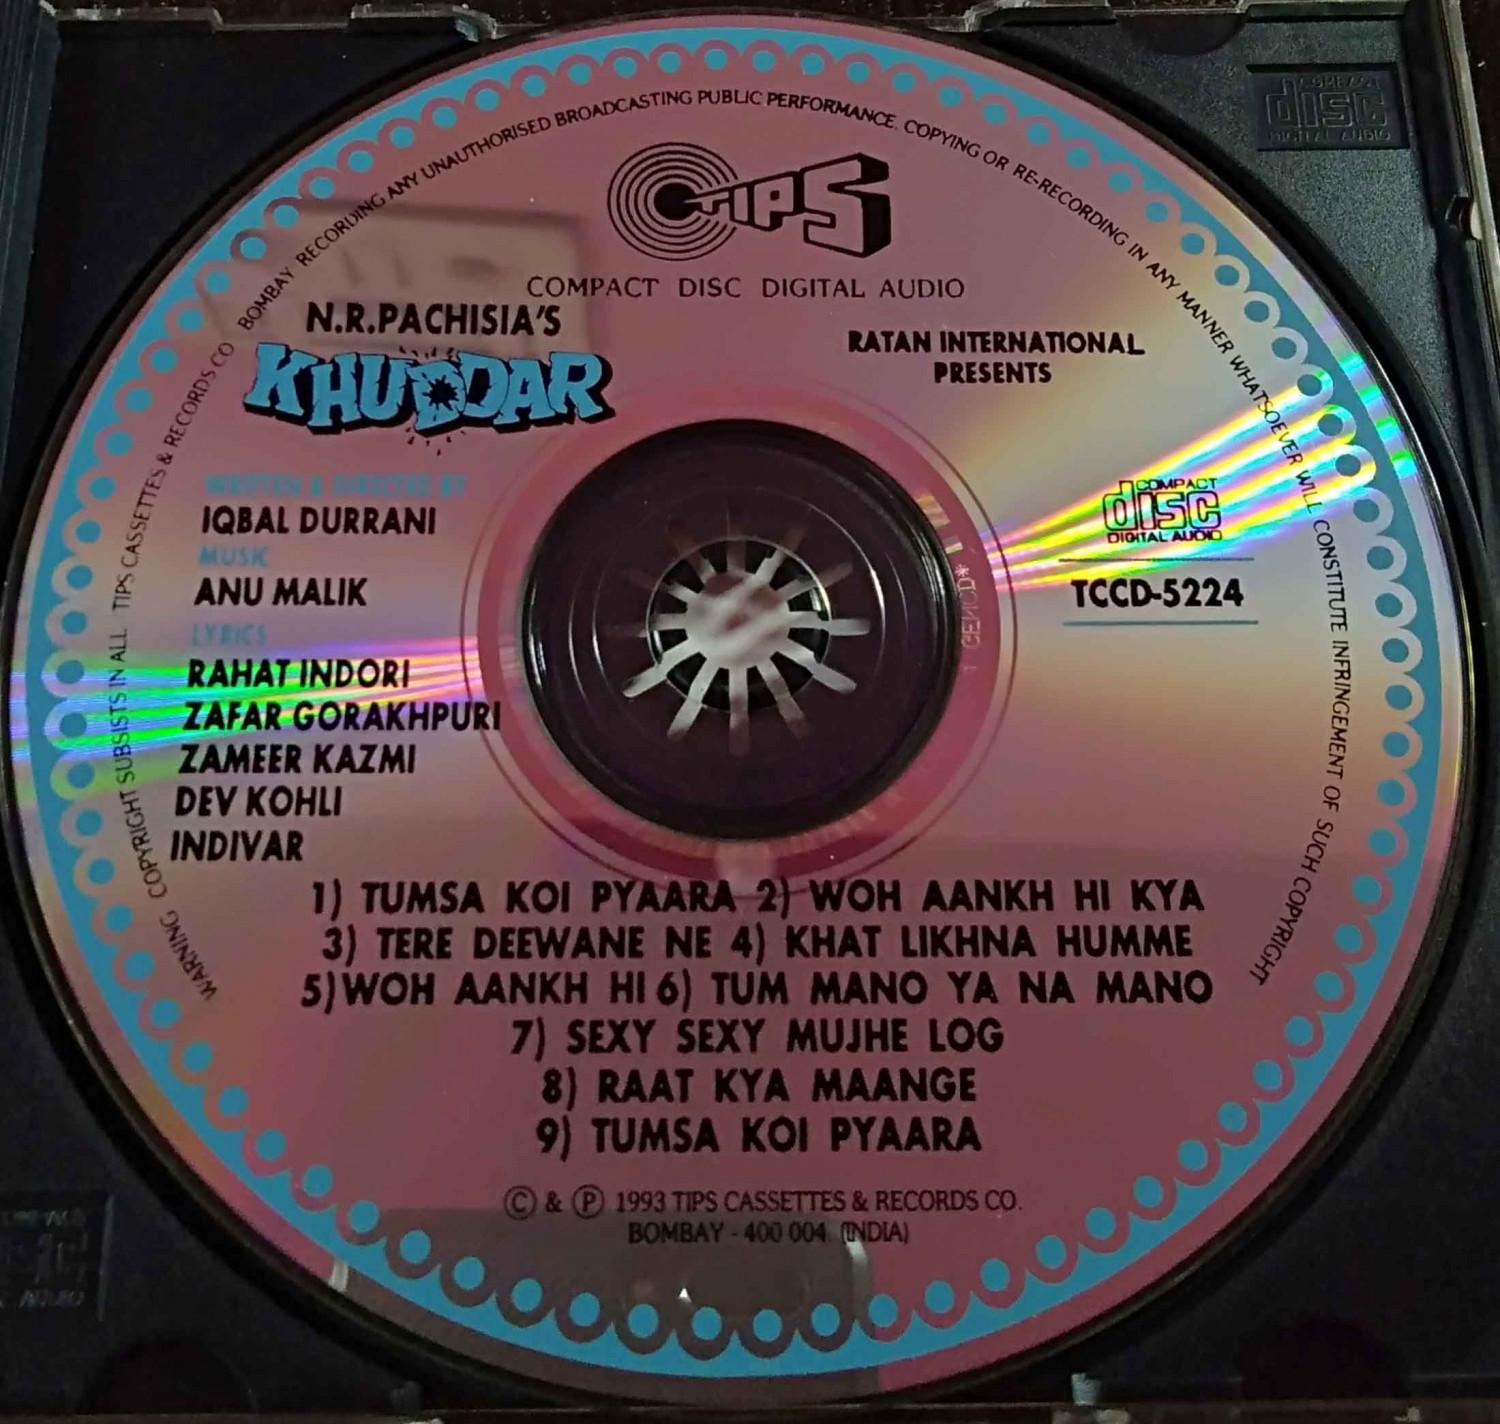 WARNING COPYRIGHT SUBSISTS IN ALL TIPS CASSETTES & RECORDS CO BOMBAY RECORDING ANY UNAUTHORISED BROADCASTING PUBLIC PERFORMANCE. COPYING OR RE-RECORDING IN ANY MANNER WHATSOEVER WILL CONSTITUTE INFRINGEMENT OF SUCH COPYRIGHT
TIPS
COMPACT DISC DIGITAL AUDIO
N.R.PACHISIA'S
KHUDDAR
RATAN INTERNATIONAL
PRESENTS
WRITTEN & DIRECTED BY
IQBAL DURRANI
MUSIC
ANU MALIK
LYRICS
RAHAT INDORI
ZAFAR GORAKHPURI
ZAMEER KAZMI
DEV KOHLI
INDIVAR
COMPACT
disc
DIGITAL AUDIO
TCCD-5224
1) TUMSA KOI PYAARA 2) WOH AANKH HI KYA
3) TERE DEEWANE NE 4) KHAT LIKHNA HUMME
5)WOH AANKH HI 6) TUM MANO YA NA MANO
7) SEXY SEXY MUJHE LOG
8) RAAT KYA MAANGE
9) TUMSA KOI PYAARA
© & ℗ 1993 TIPS CASSETTES & RECORDS CO.
BOMBAY - 400 004. (INDIA)
COMPACT
disc
DIGITAL AUDIO